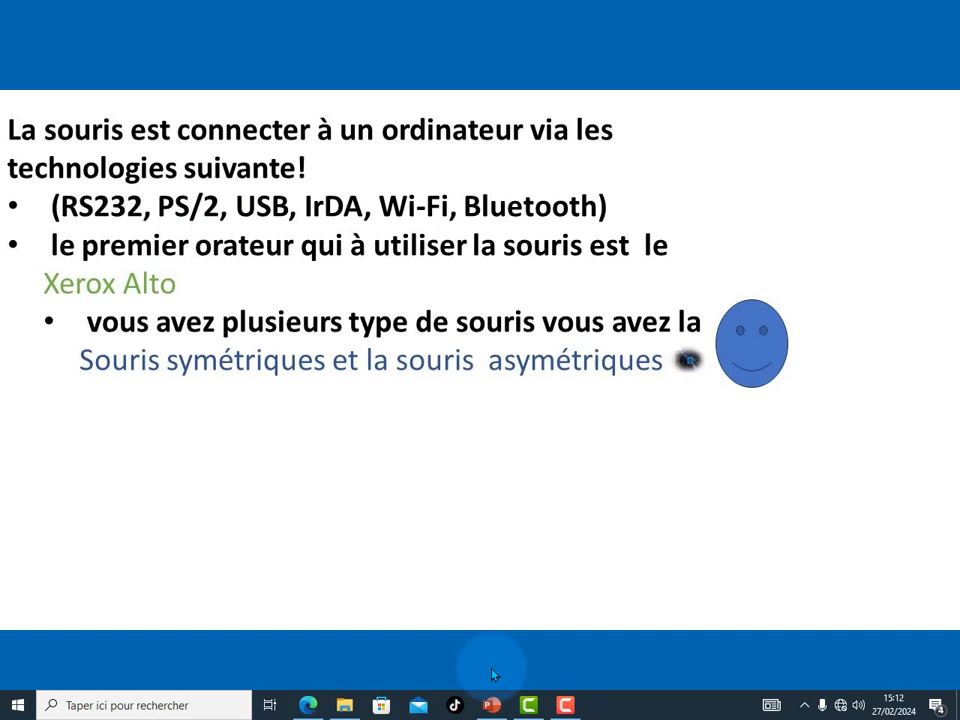 La souris est connecter à un ordinateur via les
technologies suivante!
• (RS232, PS/2, USB, IrDA, Wi-Fi, Bluetooth)
• le premier orateur qui à utiliser la souris est le
Xerox Alto
• vous avez plusieurs type de souris vous avez la
Souris symétriques et la souris asymétriques
Taper ici pour rechercher
15:12
27/02/2024
4